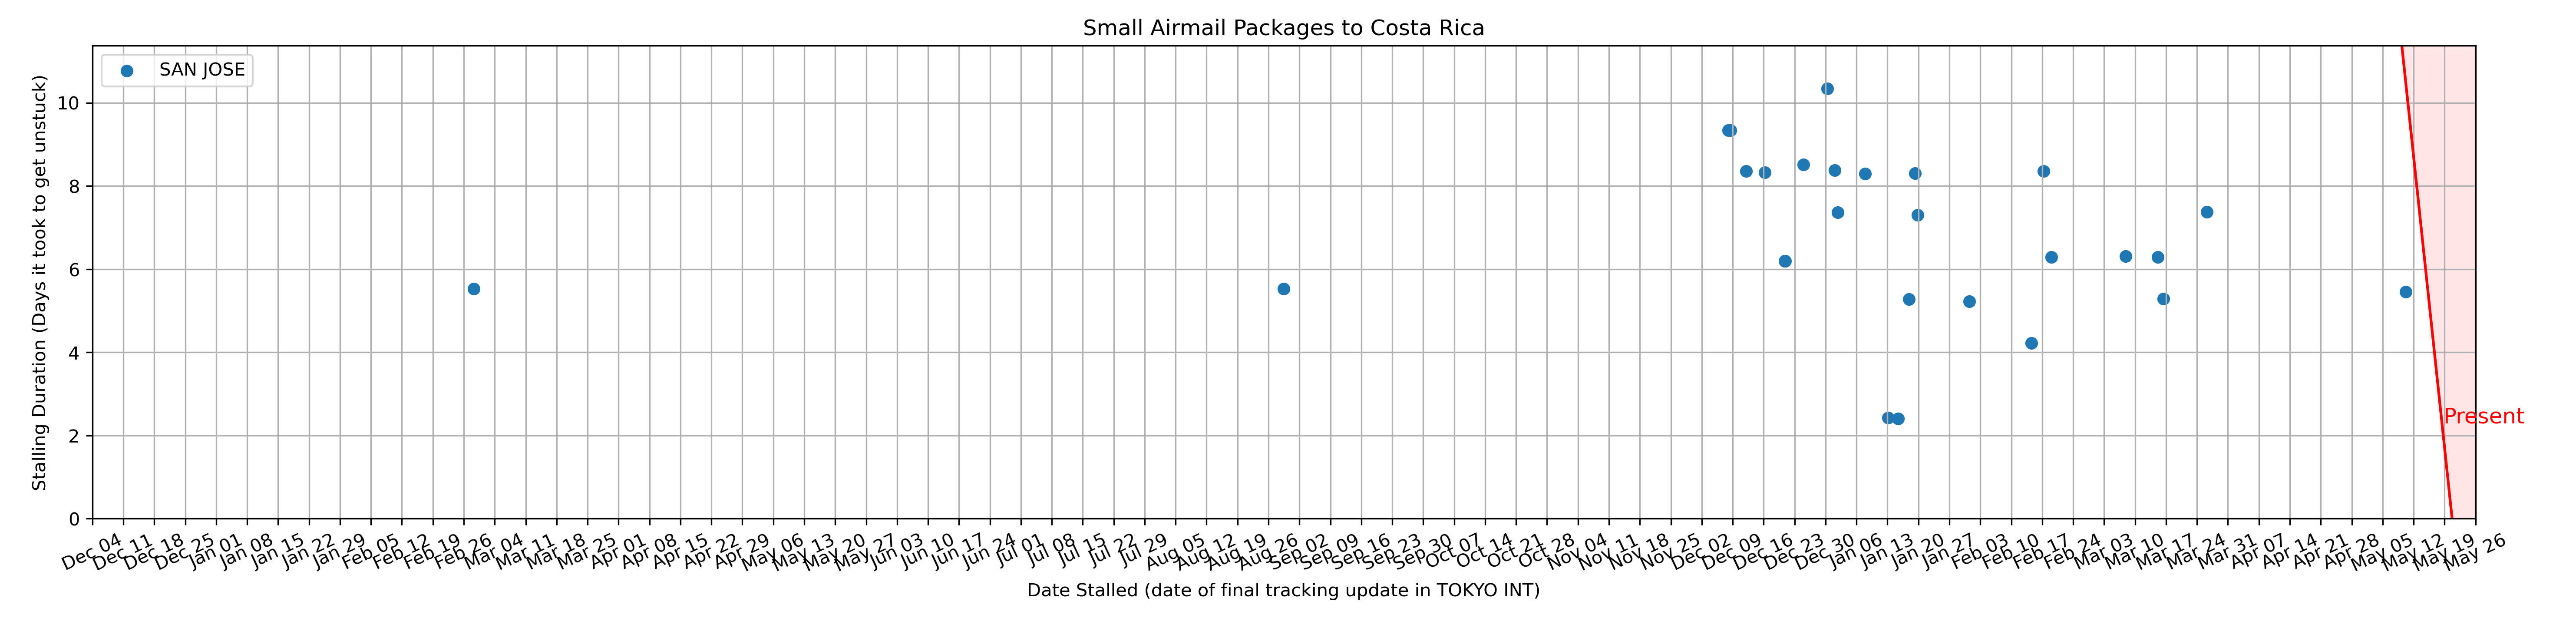 Small Airmail Packages to Costa Rica
SAN JOSE
Stalling Duration (Days it took to get unstuck)
10
8
6
4
2
0
Present
Dec 04 Dec 11 Dec 18 Dec 25 Jan 01 Jan 08 Jan 15 Jan 22 Jan 29 Feb 05 Feb 12 Feb 19 Feb 26 Mar 04 Mar 11 Mar 18 Mar 25 Apr 01 Apr 08 Apr 15 Apr 22 Apr 29 May 06 May 13 May 20 May 27 Jun 03 Jun 10 Jun 17 Jun 24 Jul 01 Jul 08 Jul 15 Jul 22 Jul 29 Aug 05 Aug 12 Aug 19 Aug 26 Sep 02 Sep 09 Sep 16 Sep 23 Sep 30 Oct 07 Oct 14 Oct 21 Oct 28 Nov 04 Nov 11 Nov 18 Nov 25 Dec 02 Dec 09 Dec 16 Dec 23 Dec 30 Jan 06 Jan 13 Jan 20 Jan 27 Feb 03 Feb 10 Feb 17 Feb 24 Mar 03 Mar 10 Mar 17 Mar 24 Mar 31 Apr 07 Apr 14 Apr 21 Apr 28 May 05 May 12 May 19 May 26
Date Stalled (date of final tracking update in TOKYO INT)